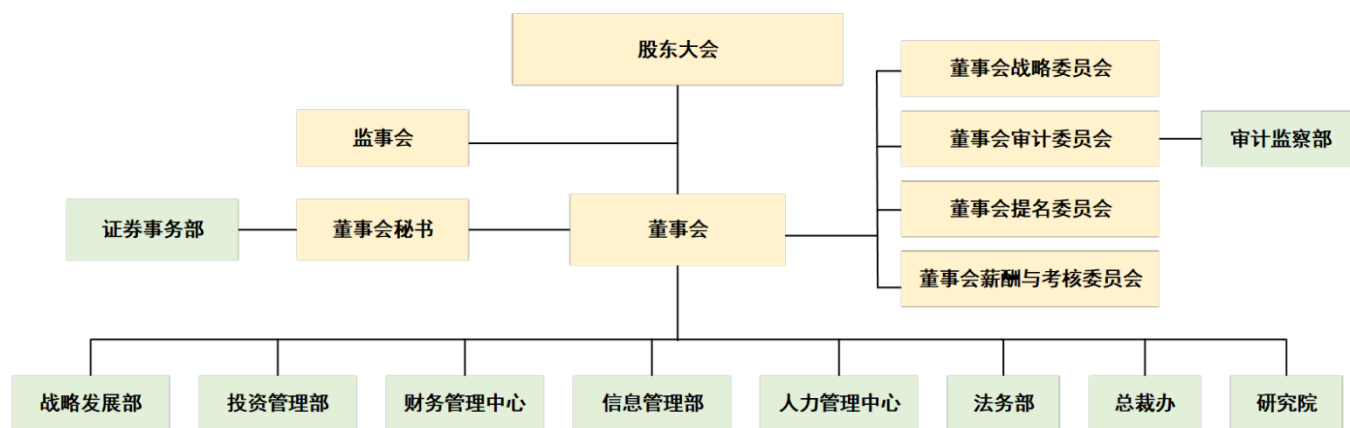 股东大会
董事会战略委员会
监事会
董事会审计委员会
审计监察部
证券事务部
董事会秘书
董事会
董事会提名委员会
董事会薪酬与考核委员会
战略发展部
投资管理部
财务管理中心
信息管理部
人力管理中心
法务部
总裁办
研究院